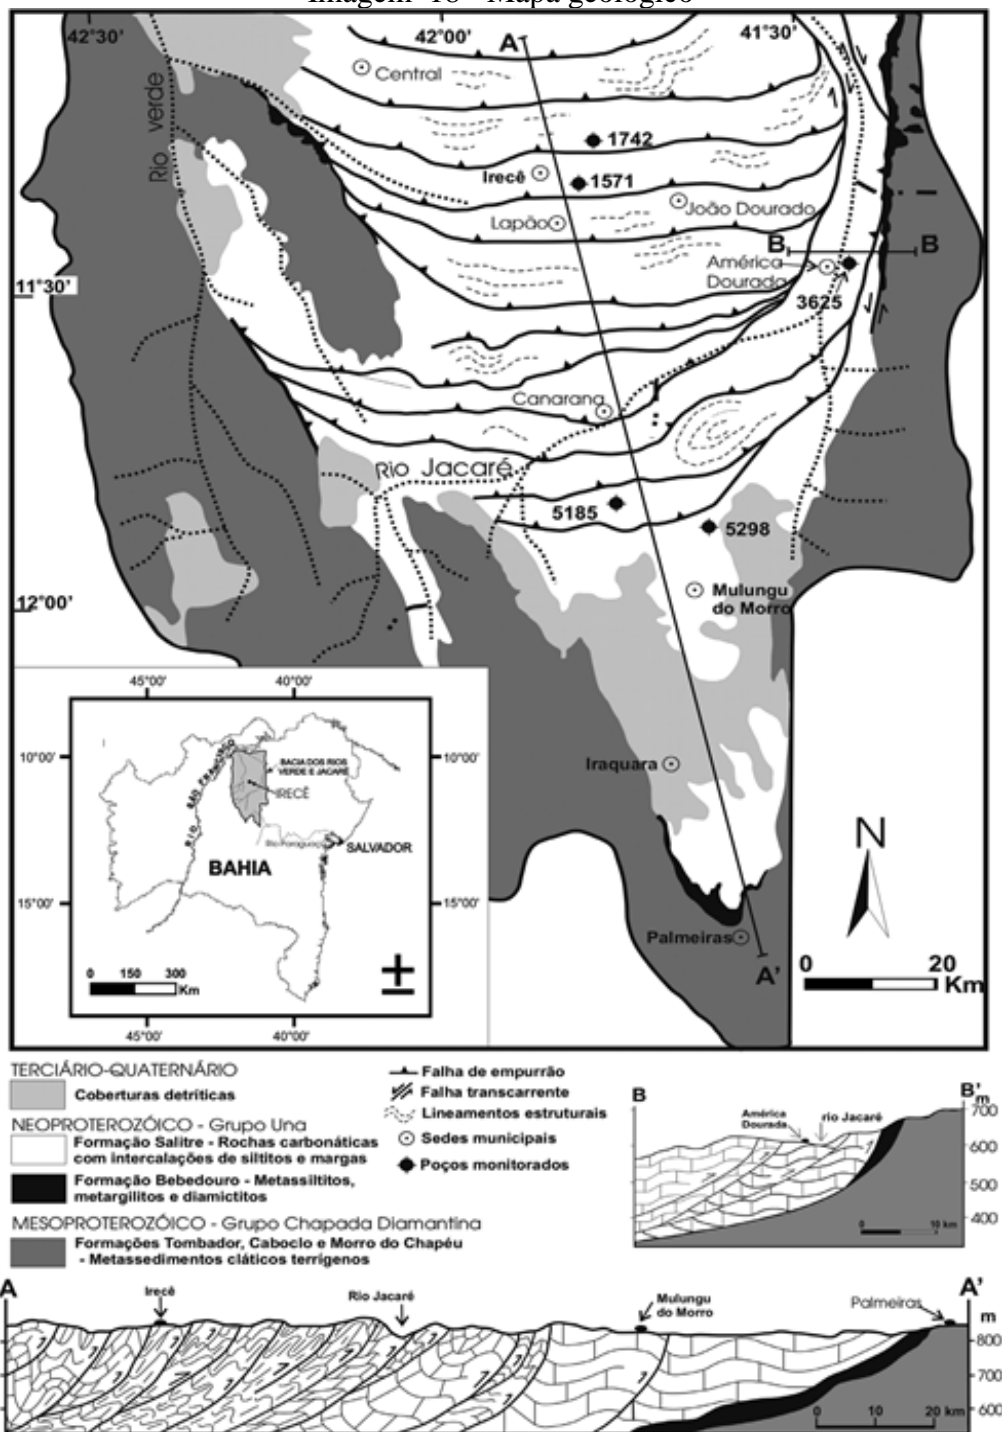 Imagem 18 - Mapa geológico
42°30'
42°00'
41°30'
A
Central
Rio verde
1742
Irecê
1571
João Dourado
Lapão
B
B
América
Dourada
3625
11°30'
Canarana
Rio Jacaré
5185
5298
12°00'
Mulungu
do Morro
Iraquara
Palmeiras
A'
N
0 20
Km
45°00'
40°00'
10°00'
10°00'
RIO SÃO FRANCISCO
BACIA DOS RIOS
VERDE E JACARÉ
IRECÊ
Rio Paraguaçu
SALVADOR
BAHIA
15°00'
15°00'
0 150 300
Km
45°00'
40°00'
TERCIÁRIO-QUATERNÁRIO
Coberturas detríticas
NEOPROTEROZÓICO - Grupo Una
Formação Salitre - Rochas carbonáticas
com intercalações de siltitos e margas
Formação Bebedouro - Metassiltitos,
metargilitos e diamictitos
MESOPROTEROZÓICO - Grupo Chapada Diamantina
Formações Tombador, Caboclo e Morro do Chapéu
- Metassedimentos cláticos terrígenos
Falha de empurrão
Falha transcarrente
Lineamentos estruturais
Sedes municipais
Poços monitorados
B
B'
m
América
Dourada
rio Jacaré
700
600
500
400
0 10 km
A
A'
Irecê
Rio Jacaré
Mulungu
do Morro
Palmeiras
m
800
700
600
0 10 20 km